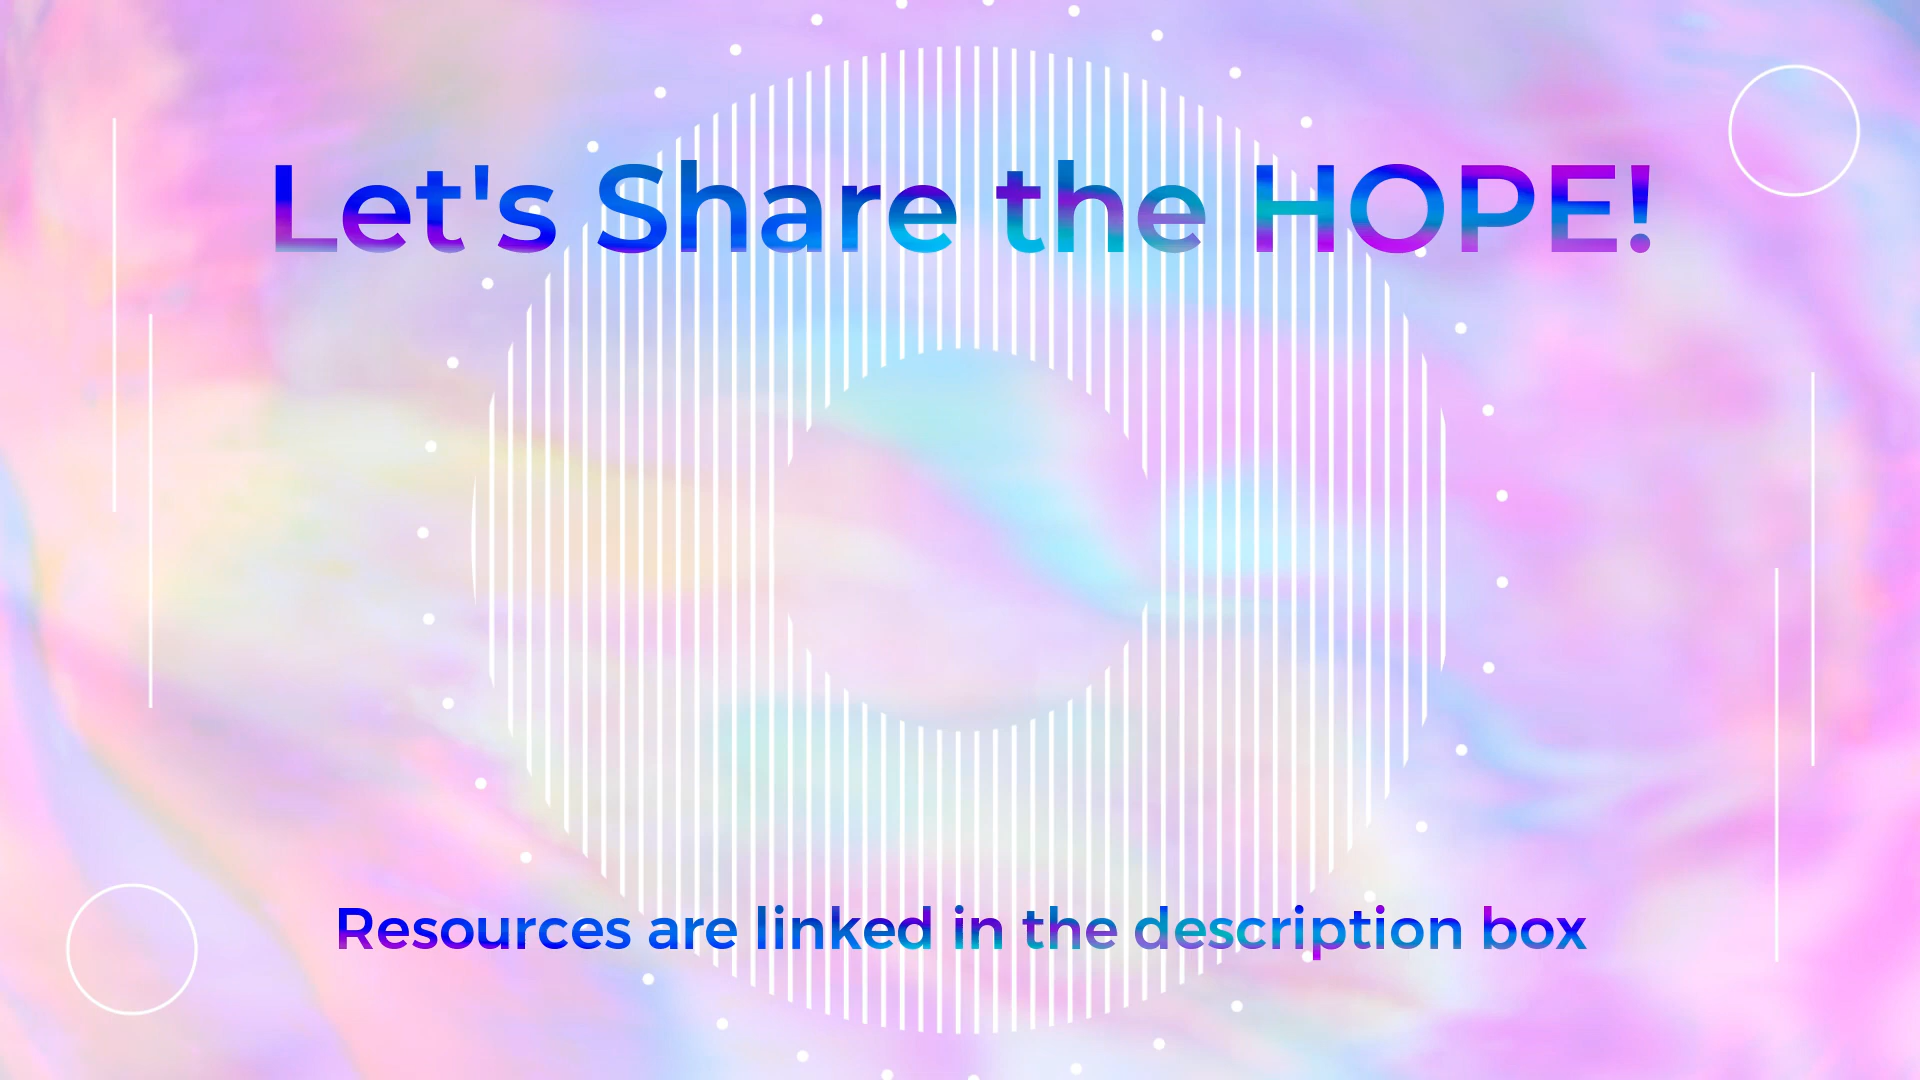 Let's Share the HOPE!
Resources are linked in the description box